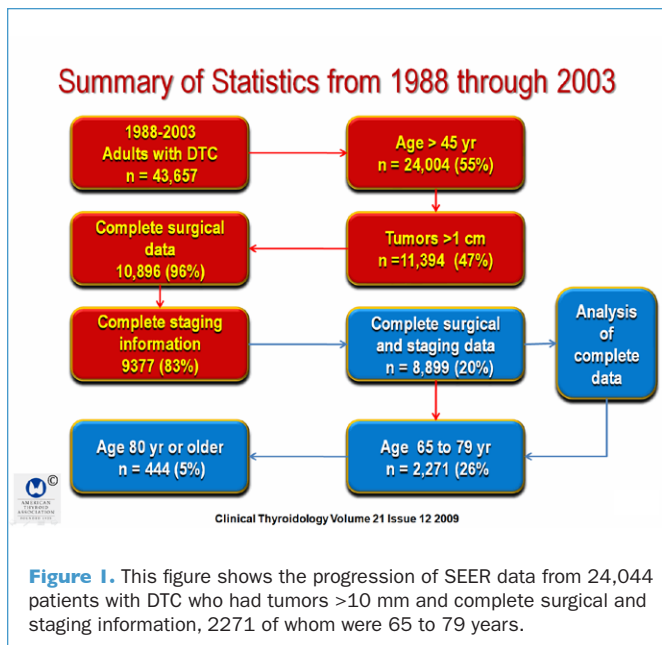 Summary of Statistics from 1988 through 2003
1988-2003
Adults with DTC
n = 43,657
Age > 45 yr
n = 24,004 (55%)
Tumors >1 cm
n =11,394 (47%)
Complete surgical
data
10,896 (96%)
Complete staging
information
9377 (83%)
Complete surgical
and staging data
n = 8,899 (20%)
Analysis
of
complete
data
Age 65 to 79 yr
n = 2,271 (26%
Age 80 yr or older
n = 444 (5%)
©
AMERICAN
THYROID
ASSOCIATION
Clinical Thyroidology Volume 21 Issue 12 2009
Figure 1. This figure shows the progression of SEER data from 24,044
patients with DTC who had tumors >10 mm and complete surgical and
staging information, 2271 of whom were 65 to 79 years.